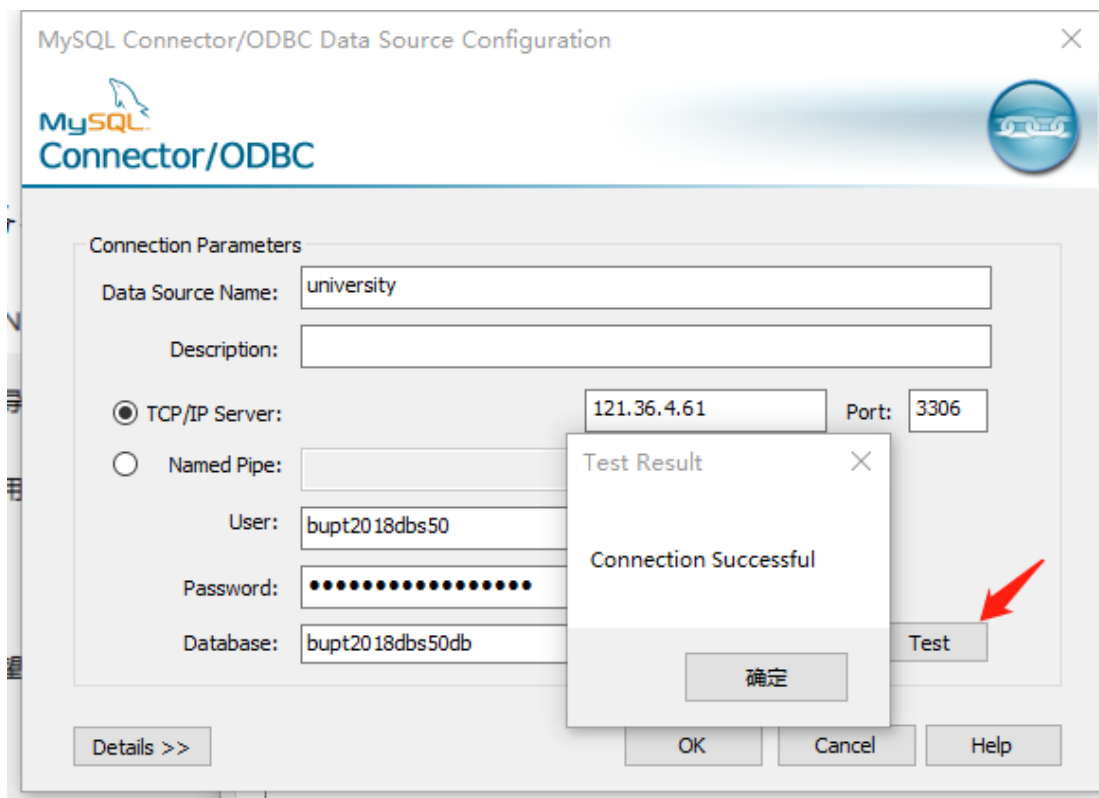 MySQL Connector/ODBC Data Source Configuration
MySQL
Connector/ODBC
Connection Parameters
Data Source Name: university
Description:
TCP/IP Server: 121.36.4.61 Port: 3306
Named Pipe:
Test Result
User: bupt2018dbs50
Connection Successful
Password: •••••••••••••••••
Database: bupt2018dbs50db
Test
确定
Details >>
OK
Cancel
Help